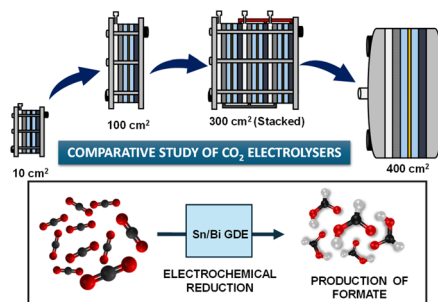 10 cm²
100 cm²
300 cm² (Stacked)
400 cm²
COMPARATIVE STUDY OF CO₂ ELECTROLYSERS
Sn/Bi GDE
ELECTROCHEMICAL
REDUCTION
PRODUCTION OF
FORMATE